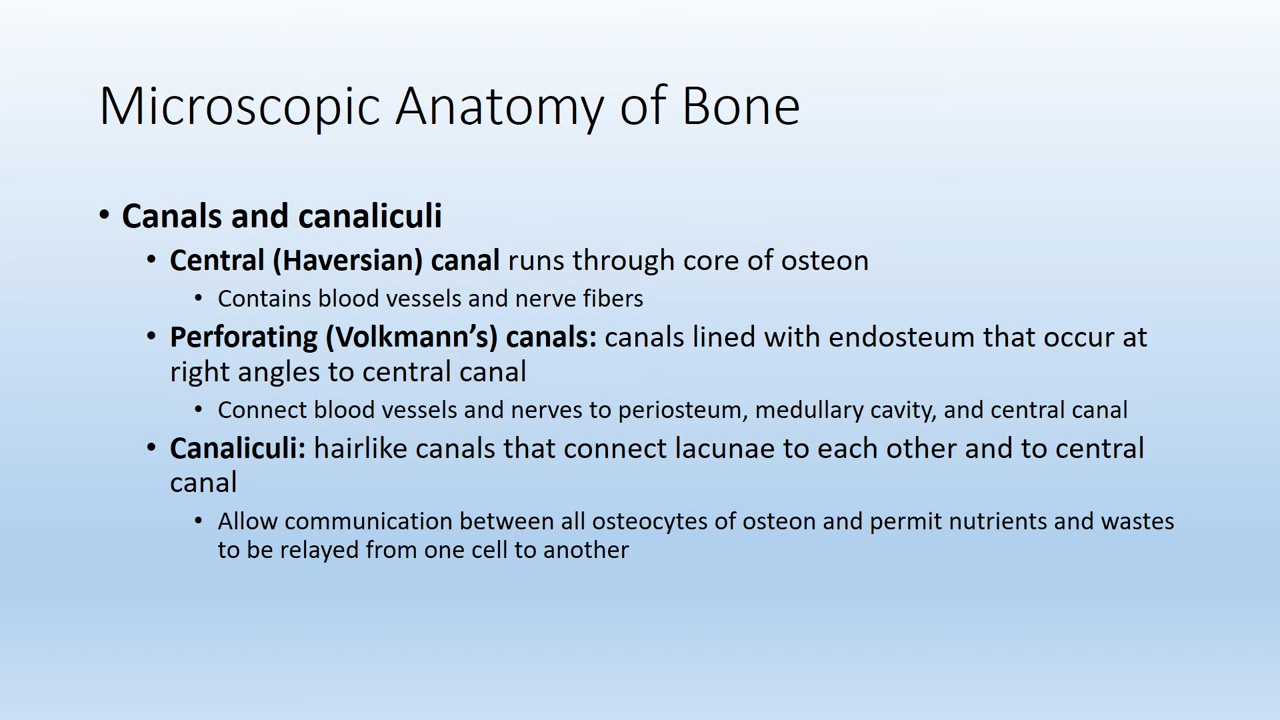 Microscopic Anatomy of Bone
• Canals and canaliculi
• Central (Haversian) canal runs through core of osteon
• Contains blood vessels and nerve fibers
• Perforating (Volkmann’s) canals: canals lined with endosteum that occur at
right angles to central canal
• Connect blood vessels and nerves to periosteum, medullary cavity, and central canal
• Canaliculi: hairlike canals that connect lacunae to each other and to central
canal
• Allow communication between all osteocytes of osteon and permit nutrients and wastes
to be relayed from one cell to another